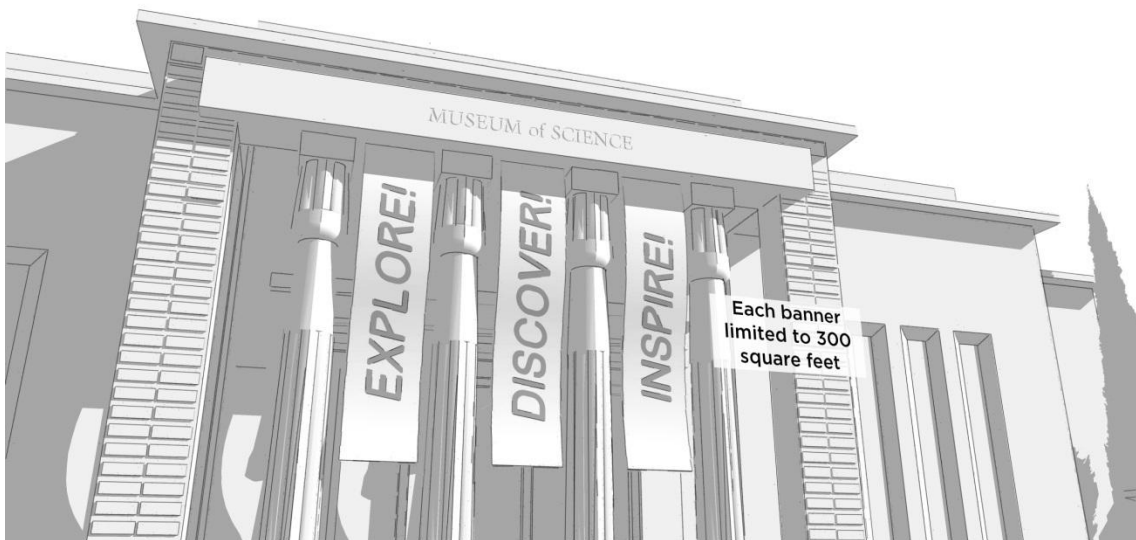 MUSEUM of SCIENCE
EXPLORE!
DISCOVER!
INSPIRE!
Each banner
limited to 300
square feet